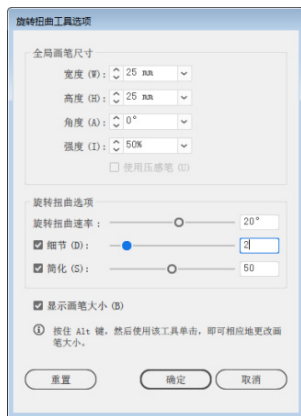 旋转扭曲工具选项
全局画笔尺寸
宽度 (W): 25 mm
高度 (H): 25 mm
角度 (A): 0°
强度 (I): 50%
使用压感笔 (U)
旋转扭曲选项
旋转扭曲速率: 20°
细节 (D): 2
简化 (S): 50
显示画笔大小 (B)
按住 Alt 键，然后使用该工具单击，即可相应地更改画
笔大小。
重置 确定 取消